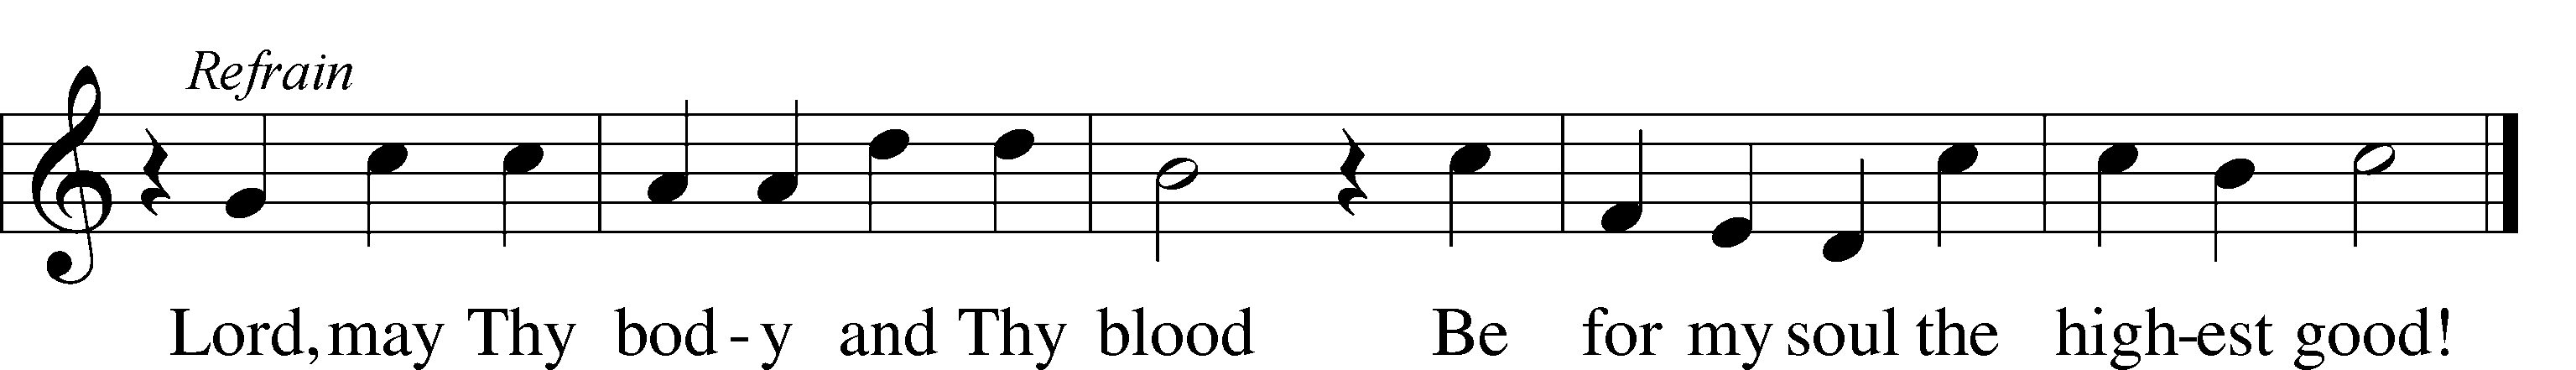 Refrain
Lord, may Thy bod - y and Thy blood Be for my soul the high-est good!